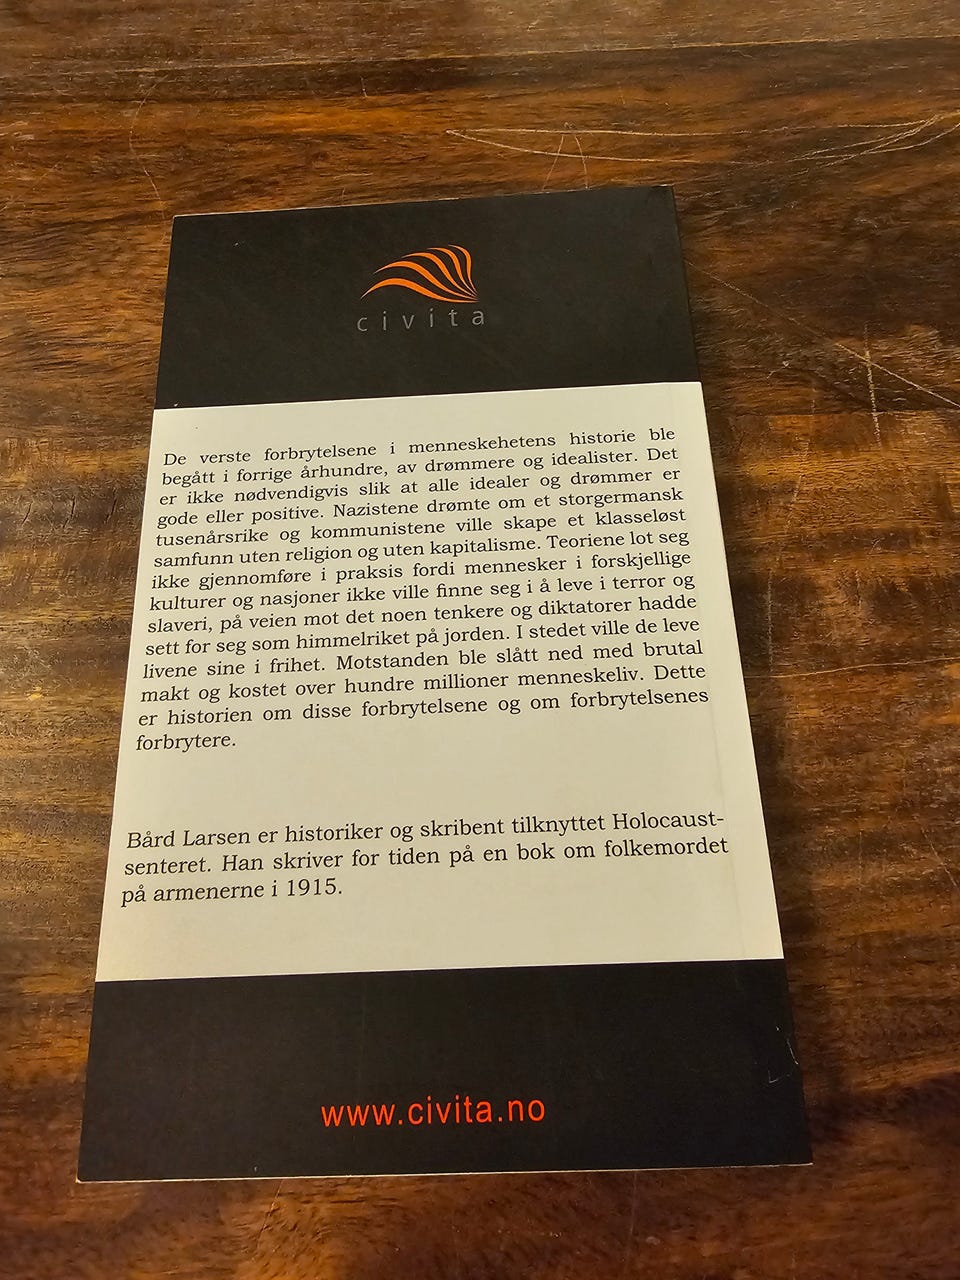 civita
De verste forbrytelsene i menneskehetens historie ble
begått i forrige århundre, av drømmere og idealister. Det
er ikke nødvendigvis slik at alle idealer og drømmer er
gode eller positive. Nazistene drømte om et storgermansk
tusenårsrike og kommunistene ville skape et klasseløst
samfunn uten religion og uten kapitalisme. Teoriene lot seg
ikke gjennomføre i praksis fordi mennesker i forskjellige
kulturer og nasjoner ikke ville finne seg i å leve i terror og
slaveri, på veien mot det noen tenkere og diktatorer hadde
sett for seg som himmelriket på jorden. I stedet ville de leve
livene sine i frihet. Motstanden ble slått ned med brutal
makt og kostet over hundre millioner menneskeliv. Dette
er historien om disse forbrytelsene og om forbrytelsenes
forbrytere.
Bård Larsen er historiker og skribent tilknyttet Holocaust-
senteret. Han skriver for tiden på en bok om folkemordet
på armenerne i 1915.
www.civita.no